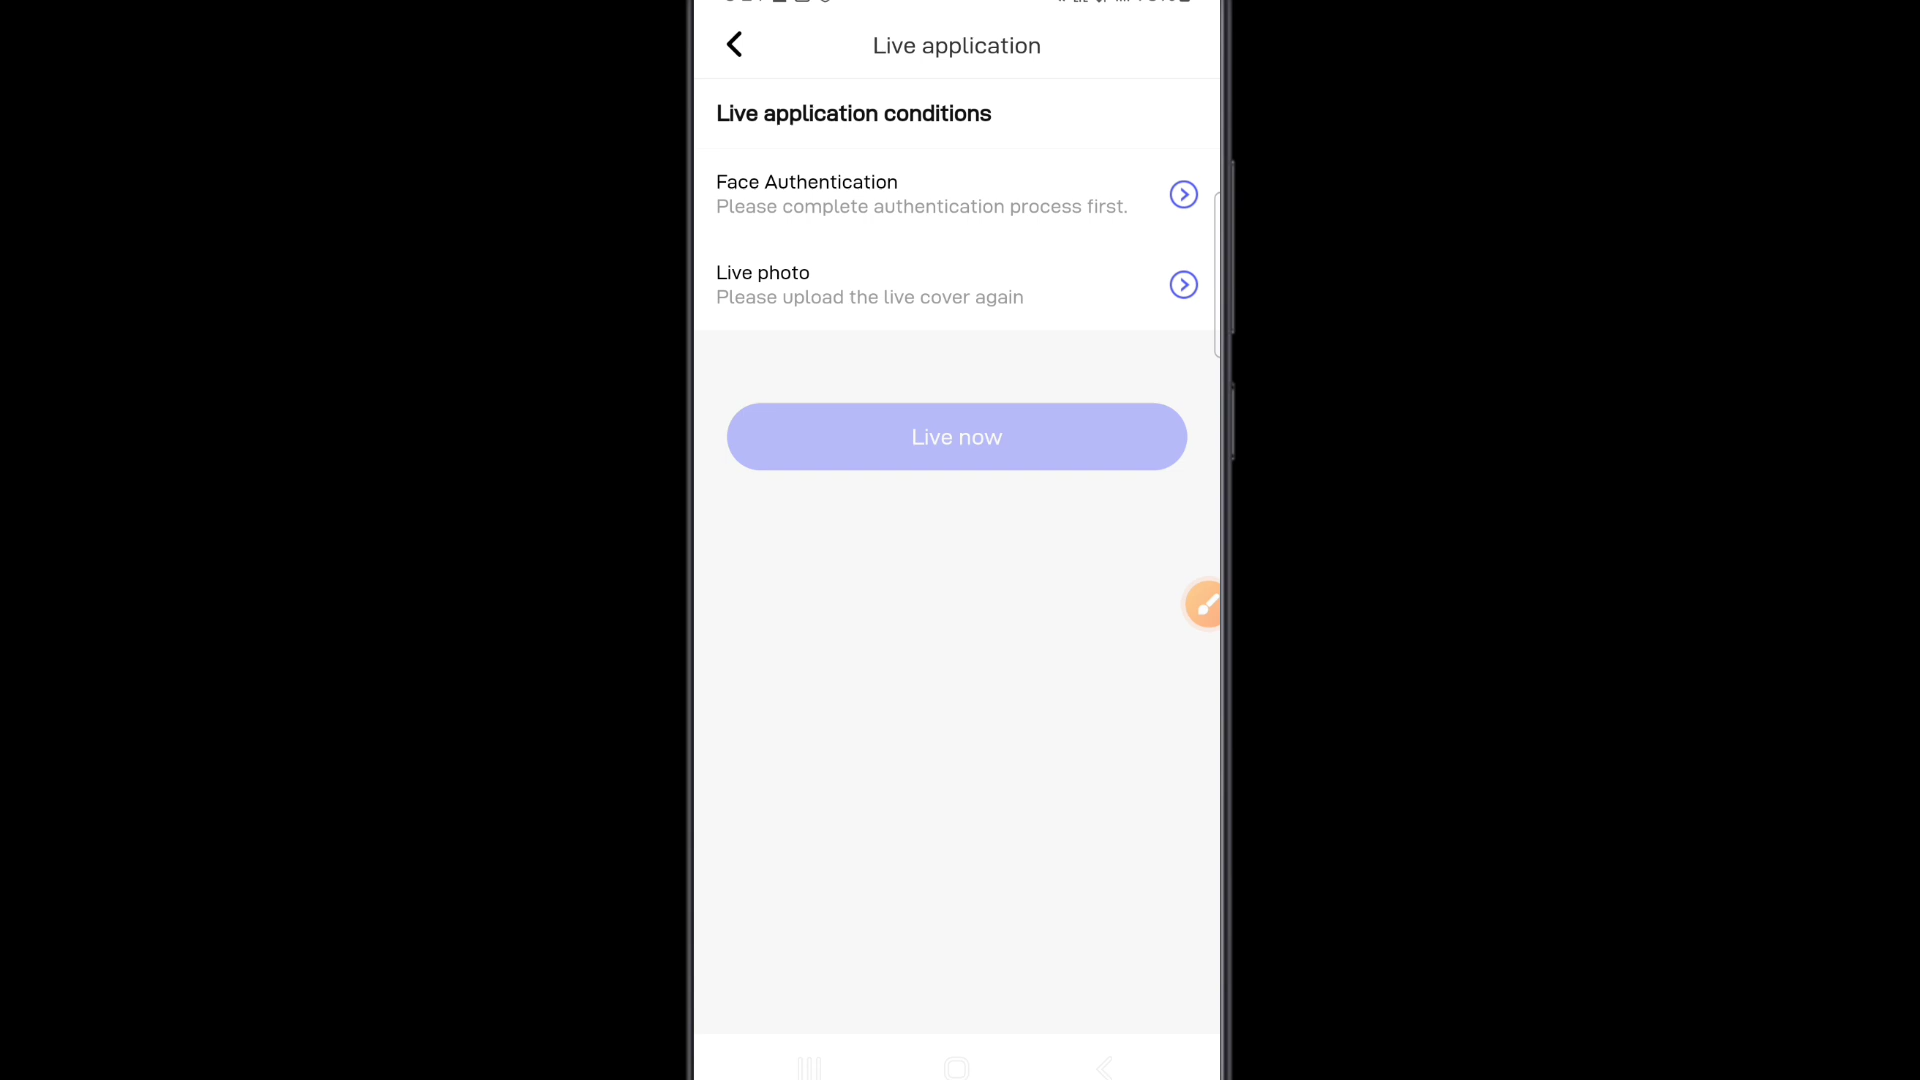 Live application
Live application conditions
Face Authentication
Please complete authentication process first.
Live photo
Please upload the live cover again
Live now